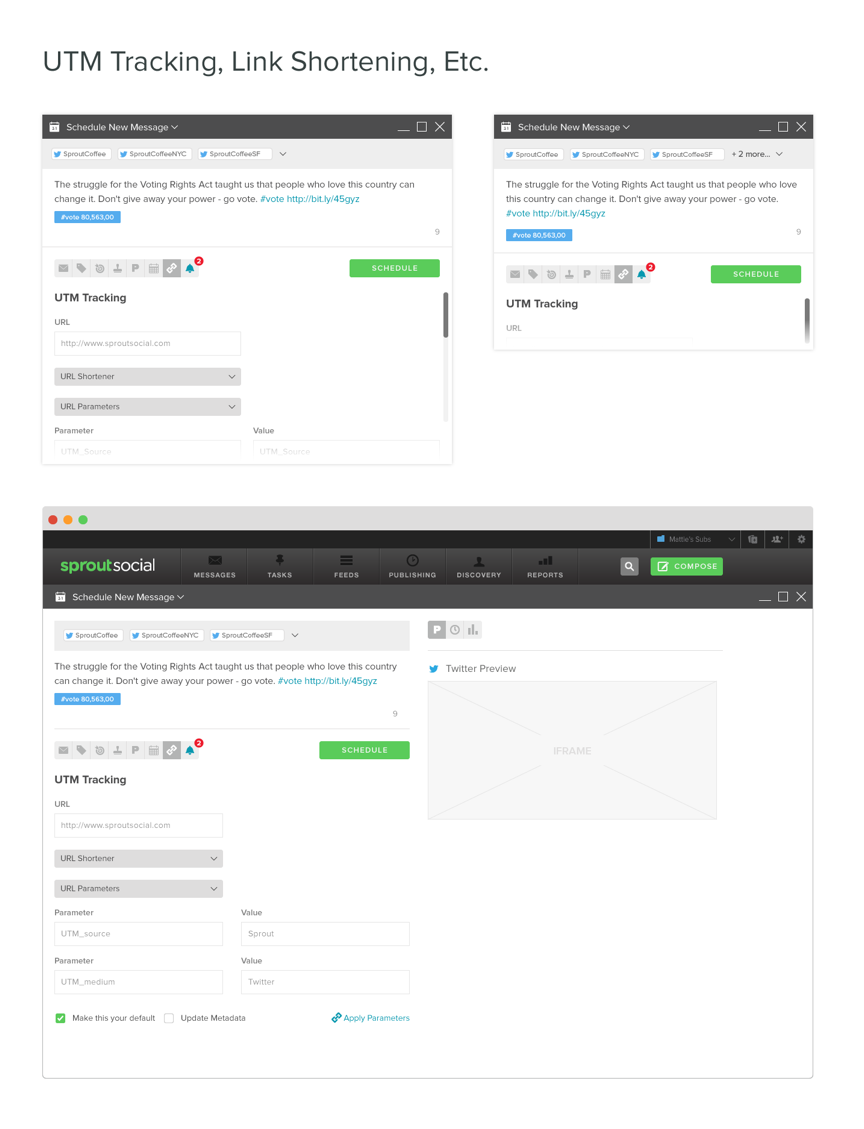 UTM Tracking, Link Shortening, Etc.
31 Schedule New Message
SproutCoffee SproutCoffeeNYC SproutCoffeeSF
The struggle for the Voting Rights Act taught us that people who love this country can
change it. Don't give away your power - go vote. #vote http://bit.ly/45gyz
#vote 80,563,00
9
P 2
SCHEDULE
UTM Tracking
URL
http://www.sproutsocial.com
URL Shortener
URL Parameters
Parameter Value
UTM_Source UTM_Source
31 Schedule New Message
SproutCoffee SproutCoffeeNYC SproutCoffeeSF + 2 more...
The struggle for the Voting Rights Act taught us that people who love
this country can change it. Don't give away your power - go vote.
#vote http://bit.ly/45gyz
#vote 80,563,00
9
P 2
SCHEDULE
UTM Tracking
URL
Mattie's Subs
sproutsocial
MESSAGES TASKS FEEDS PUBLISHING DISCOVERY REPORTS
COMPOSE
31 Schedule New Message
SproutCoffee SproutCoffeeNYC SproutCoffeeSF
The struggle for the Voting Rights Act taught us that people who love this country
can change it. Don't give away your power - go vote. #vote http://bit.ly/45gyz
#vote 80,563,00
9
P 2
SCHEDULE
UTM Tracking
URL
http://www.sproutsocial.com
URL Shortener
URL Parameters
Parameter Value
UTM_source Sprout
Parameter Value
UTM_medium Twitter
Make this your default Update Metadata Apply Parameters
P
Twitter Preview
IFRAME